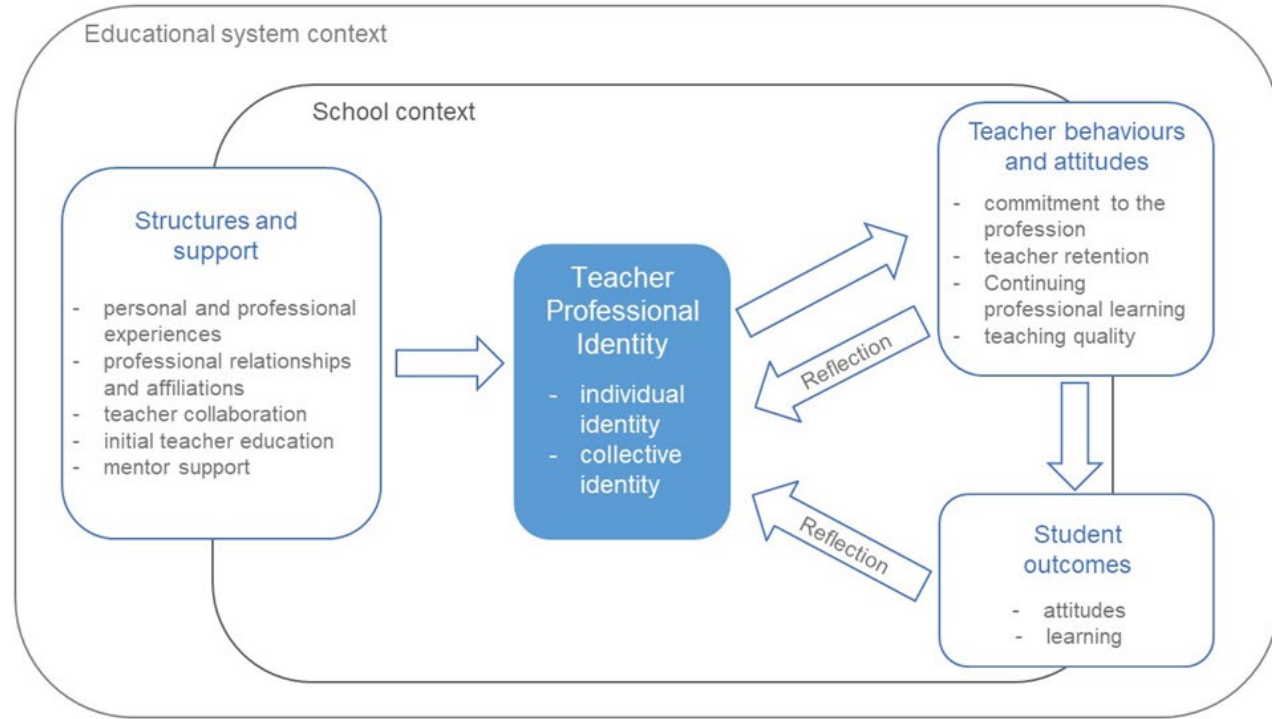 Educational system context
School context
Structures and
support
- personal and professional
experiences
- professional relationships
and affiliations
- teacher collaboration
- initial teacher education
- mentor support
Teacher
Professional
Identity
- individual
identity
- collective
identity
Reflection
Reflection
Teacher behaviours
and attitudes
- commitment to the
profession
- teacher retention
- Continuing
professional learning
- teaching quality
Student
outcomes
- attitudes
- learning